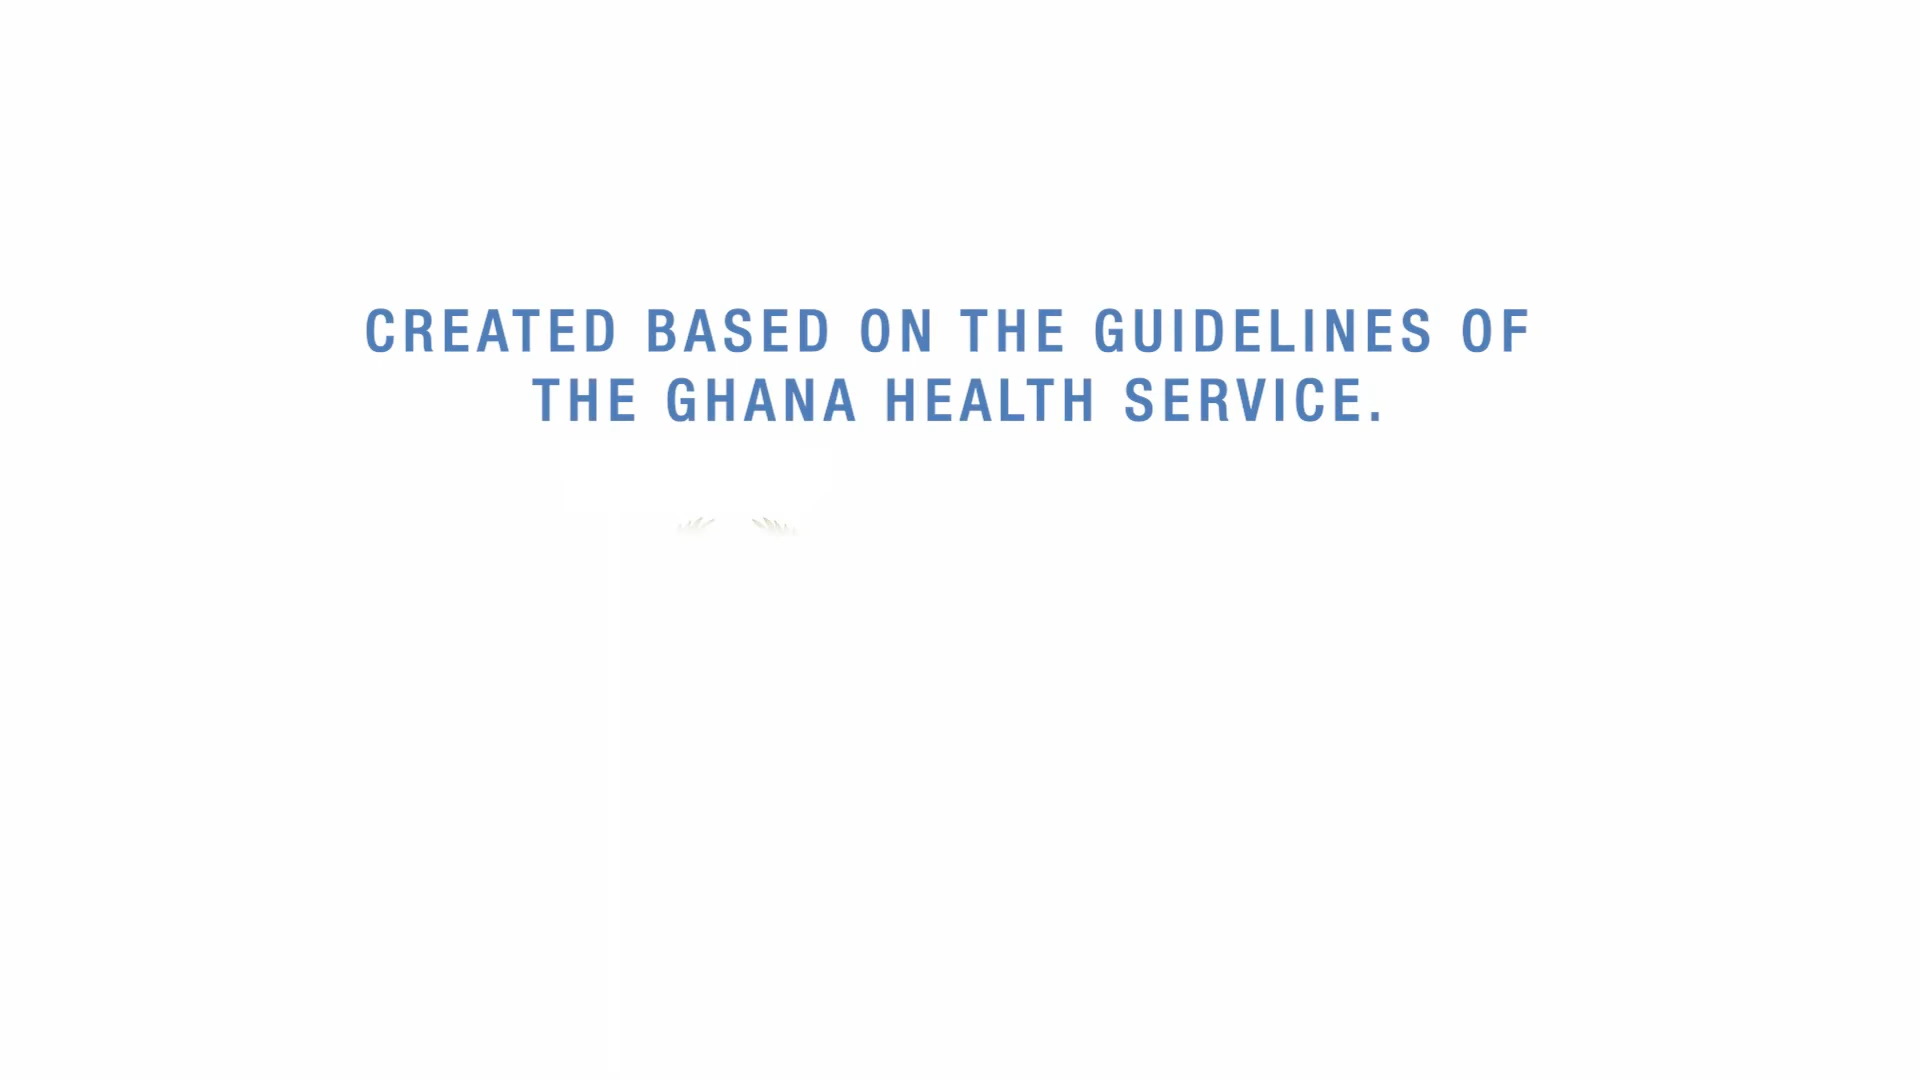 CREATED BASED ON THE GUIDELINES OF
THE GHANA HEALTH SERVICE.